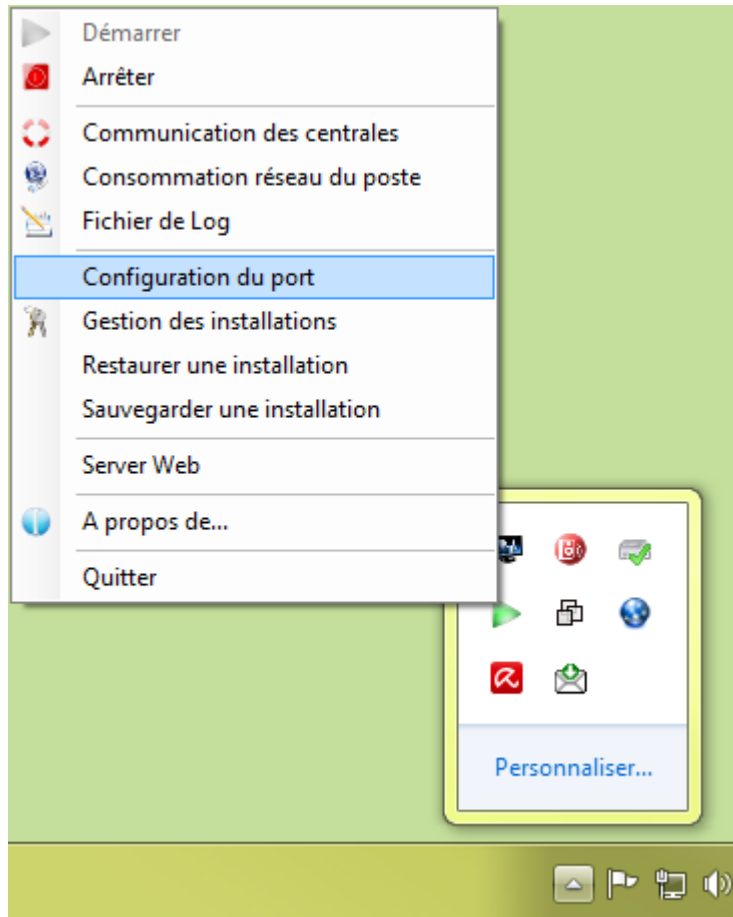 Démarrer
Arrêter
Communication des centrales
Consommation réseau du poste
Fichier de Log
Configuration du port
Gestion des installations
Restaurer une installation
Sauvegarder une installation
Server Web
A propos de...
Quitter
Personnaliser...